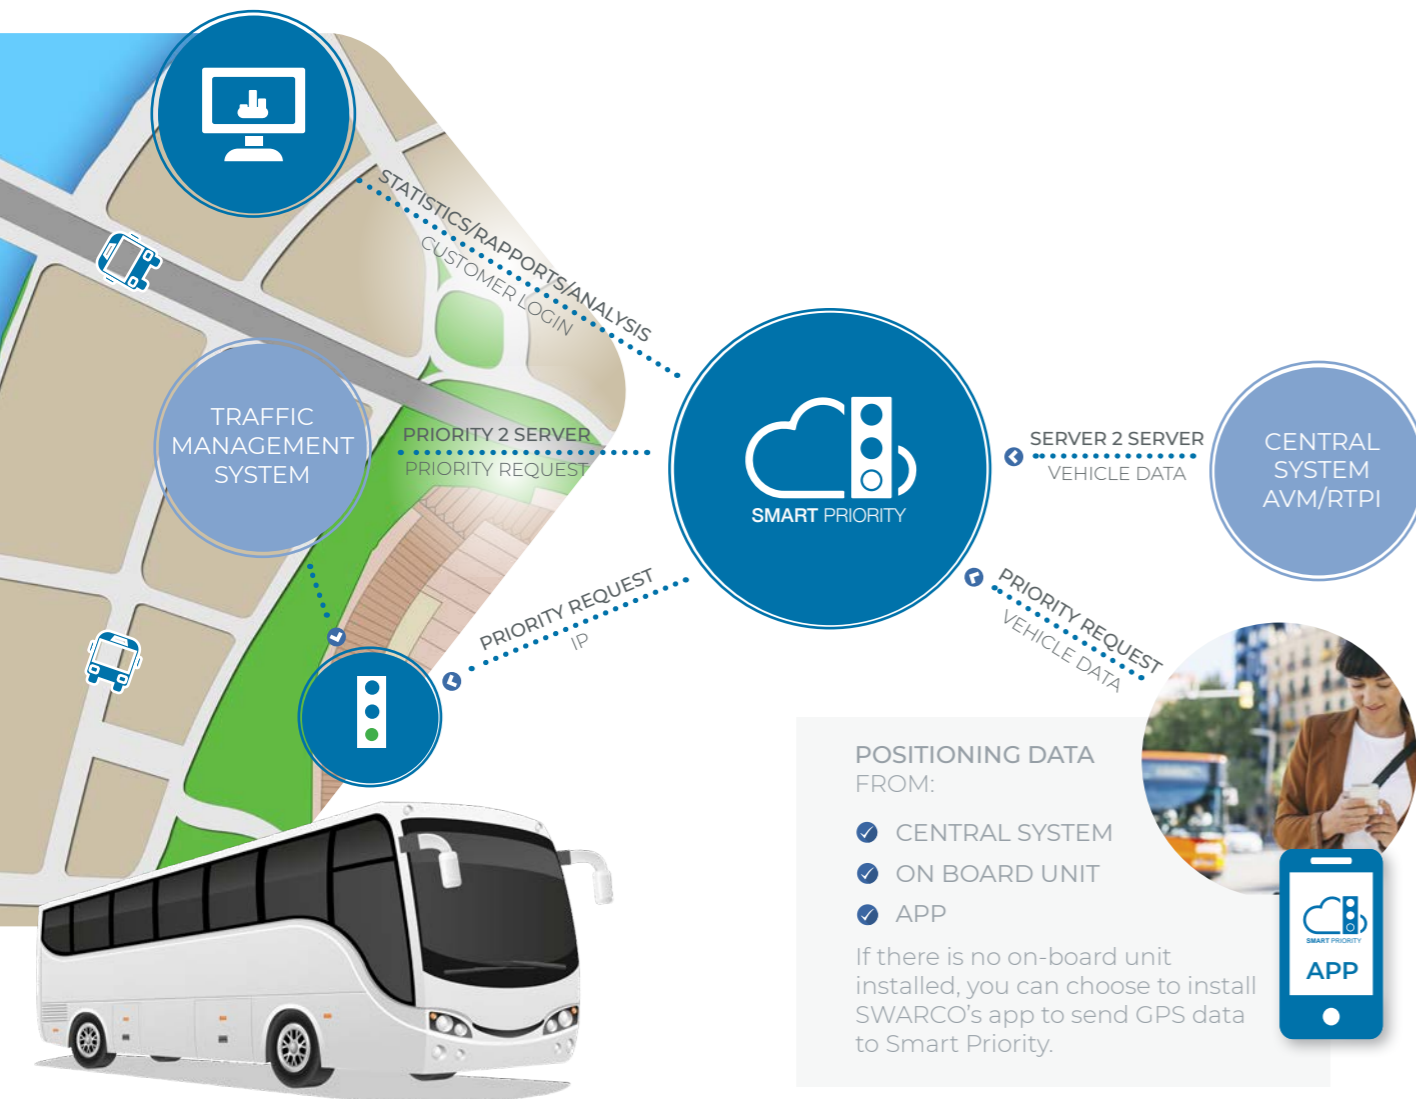 STATISTICS/RAPPORTS/ANALYSIS
CUSTOMER LOGIN
TRAFFIC
MANAGEMENT
SYSTEM
PRIORITY 2 SERVER
PRIORITY REQUEST
SMART PRIORITY
SERVER 2 SERVER
VEHICLE DATA
CENTRAL
SYSTEM
AVM/RTPI
PRIORITY REQUEST
IP
PRIORITY REQUEST
VEHICLE DATA
POSITIONING DATA
FROM:
CENTRAL SYSTEM
ON BOARD UNIT
APP
If there is no on-board unit
installed, you can choose to install
SWARCO’s app to send GPS data
to Smart Priority.
SMART PRIORITY
APP